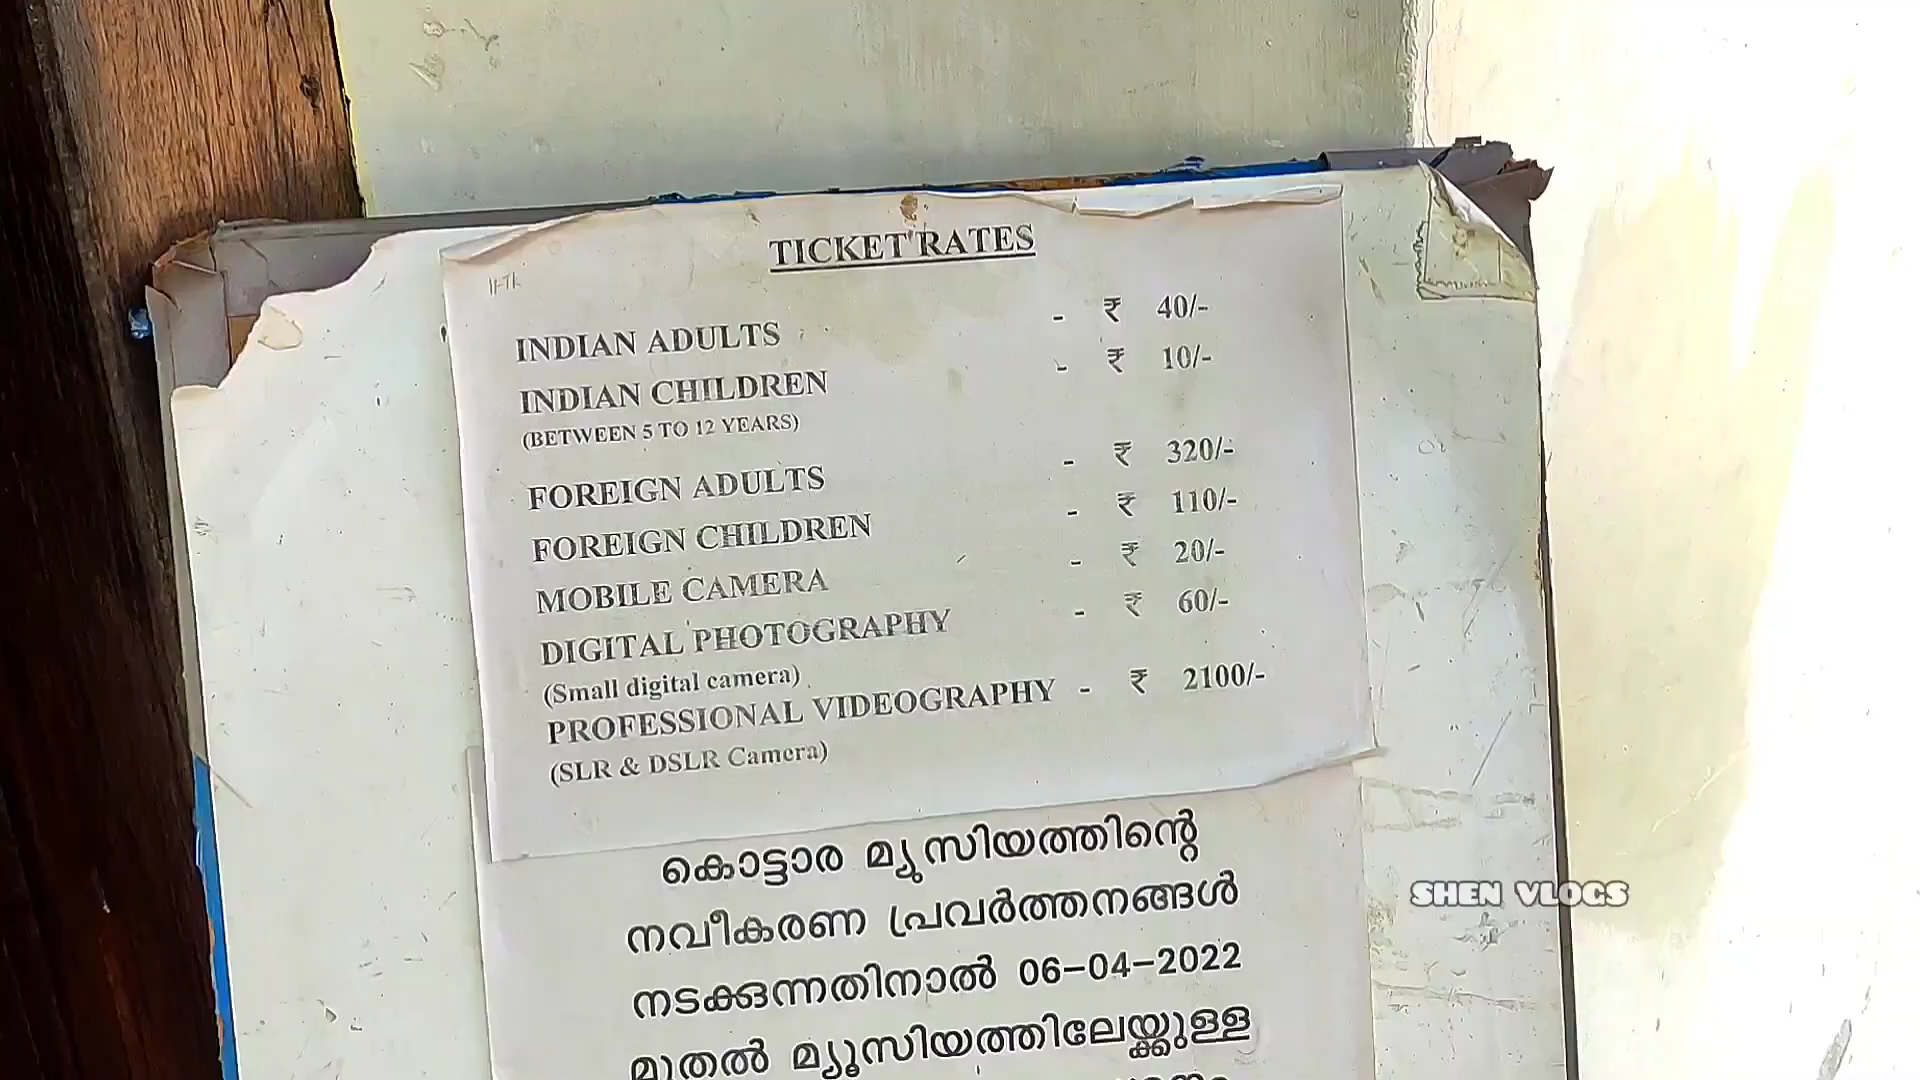 TICKET RATES
INDIAN ADULTS - ₹ 40/-
INDIAN CHILDREN - ₹ 10/-
(BETWEEN 5 TO 12 YEARS)
FOREIGN ADULTS - ₹ 320/-
FOREIGN CHILDREN - ₹ 110/-
MOBILE CAMERA - ₹ 20/-
DIGITAL PHOTOGRAPHY - ₹ 60/-
(Small digital camera)
PROFESSIONAL VIDEOGRAPHY - ₹ 2100/-
(SLR & DSLR Camera)
കൊട്ടാര മ്യുസിയത്തിന്റെ
നവീകരണ പ്രവർത്തനങ്ങൾ
നടക്കുന്നതിനാൽ 06-04-2022
മുതൽ മ്യൂസിയത്തിലേയ്ക്കുള്ള
SHEN VLOGS